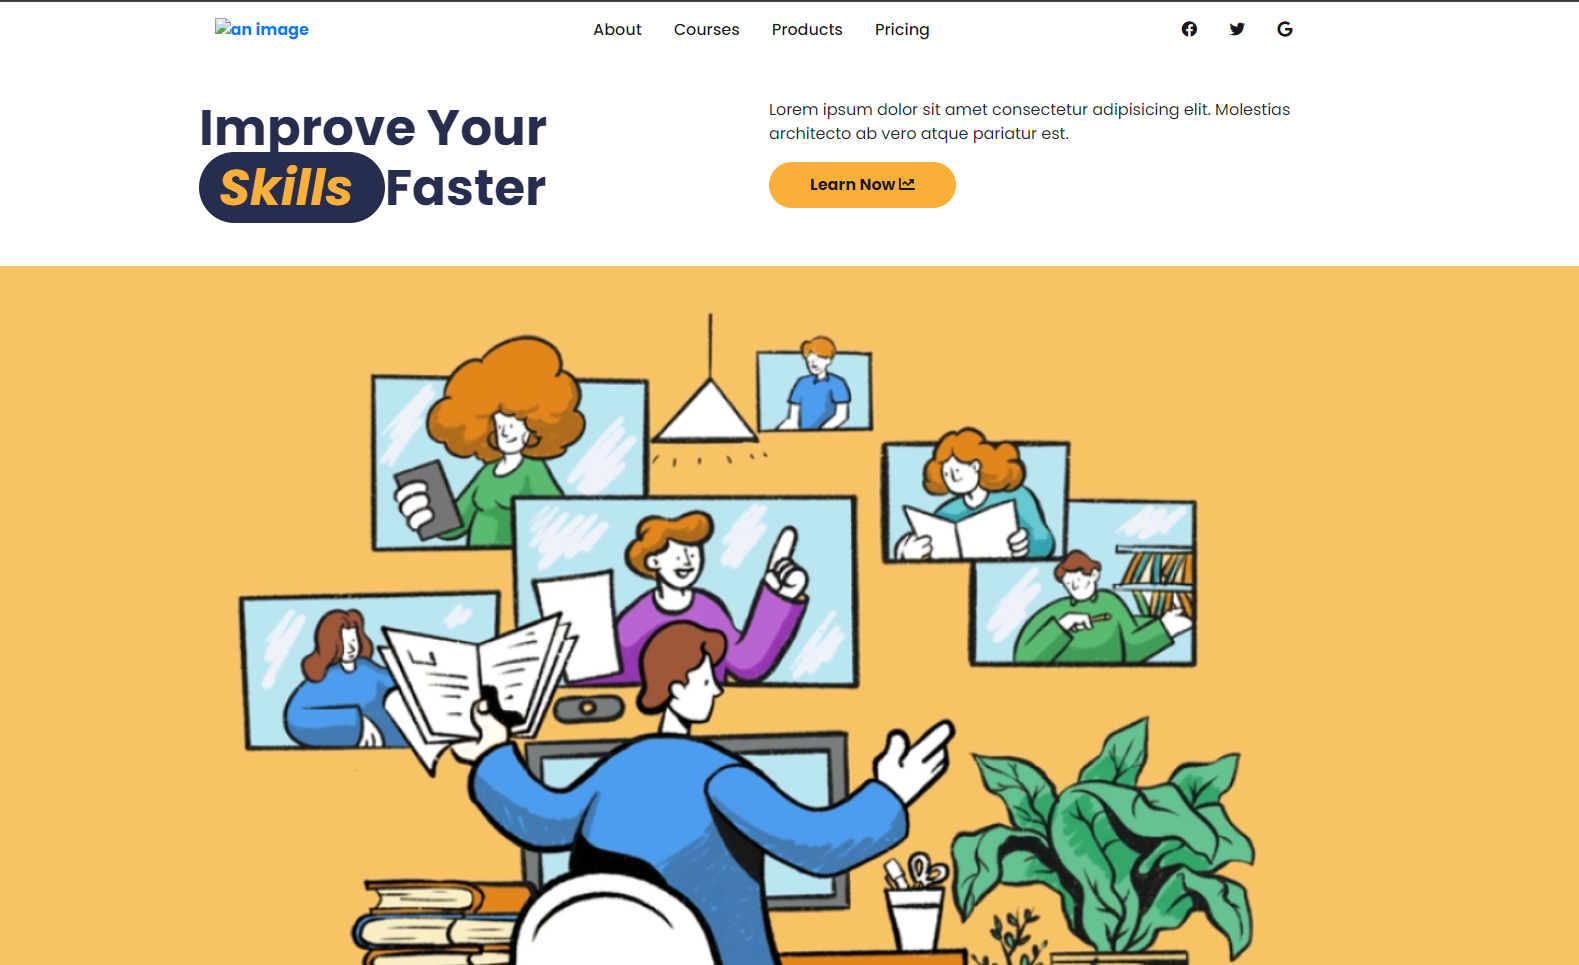 an image
About Courses Products Pricing
Improve Your
Skills Faster
Lorem ipsum dolor sit amet consectetur adipisicing elit. Molestias
architecto ab vero atque pariatur est.
Learn Now